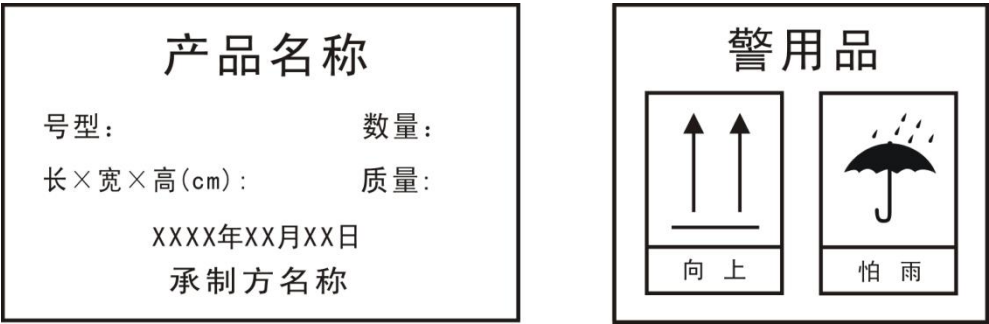 产品名称
号型： 数量：
长×宽×高(cm): 质量:
XXXX年XX月XX日
承制方名称
警用品
向上 怕雨